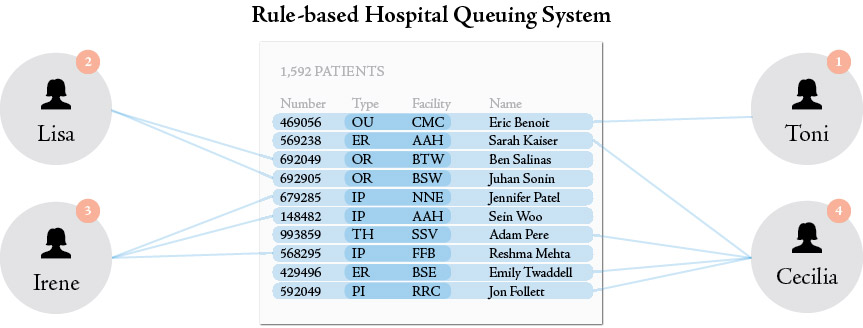 Rule-based Hospital Queuing System
2
Lisa
3
Irene
1,592 PATIENTS
Number Type Facility Name
469056 OU CMC Eric Benoit
569238 ER AAH Sarah Kaiser
692049 OR BTW Ben Salinas
692905 OR BSW Juhan Sonin
679285 IP NNE Jennifer Patel
148482 IP AAH Sein Woo
993859 TH SSV Adam Pere
568295 IP FFB Reshma Mehta
429496 ER BSE Emily Twaddell
592049 PI RRC Jon Follett
1
Toni
4
Cecilia